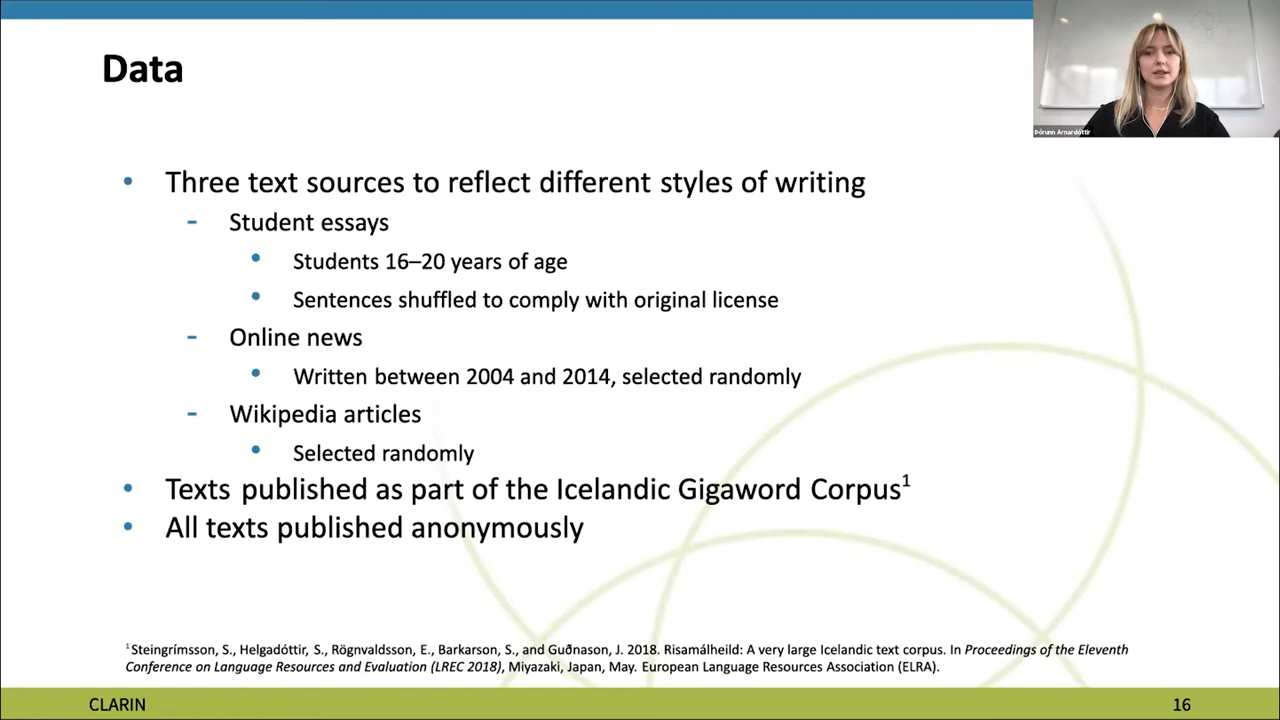 Data
Þórunn Arnardóttir
• Three text sources to reflect different styles of writing
- Student essays
• Students 16–20 years of age
• Sentences shuffled to comply with original license
- Online news
• Written between 2004 and 2014, selected randomly
- Wikipedia articles
• Selected randomly
• Texts published as part of the Icelandic Gigaword Corpus¹
• All texts published anonymously
¹ Steingrímsson, S., Helgadóttir, S., Rögnvaldsson, E., Barkarson, S., and Guðnason, J. 2018. Risamálheild: A very large Icelandic text corpus. In Proceedings of the Eleventh
Conference on Language Resources and Evaluation (LREC 2018), Miyazaki, Japan, May. European Language Resources Association (ELRA).
CLARIN
16